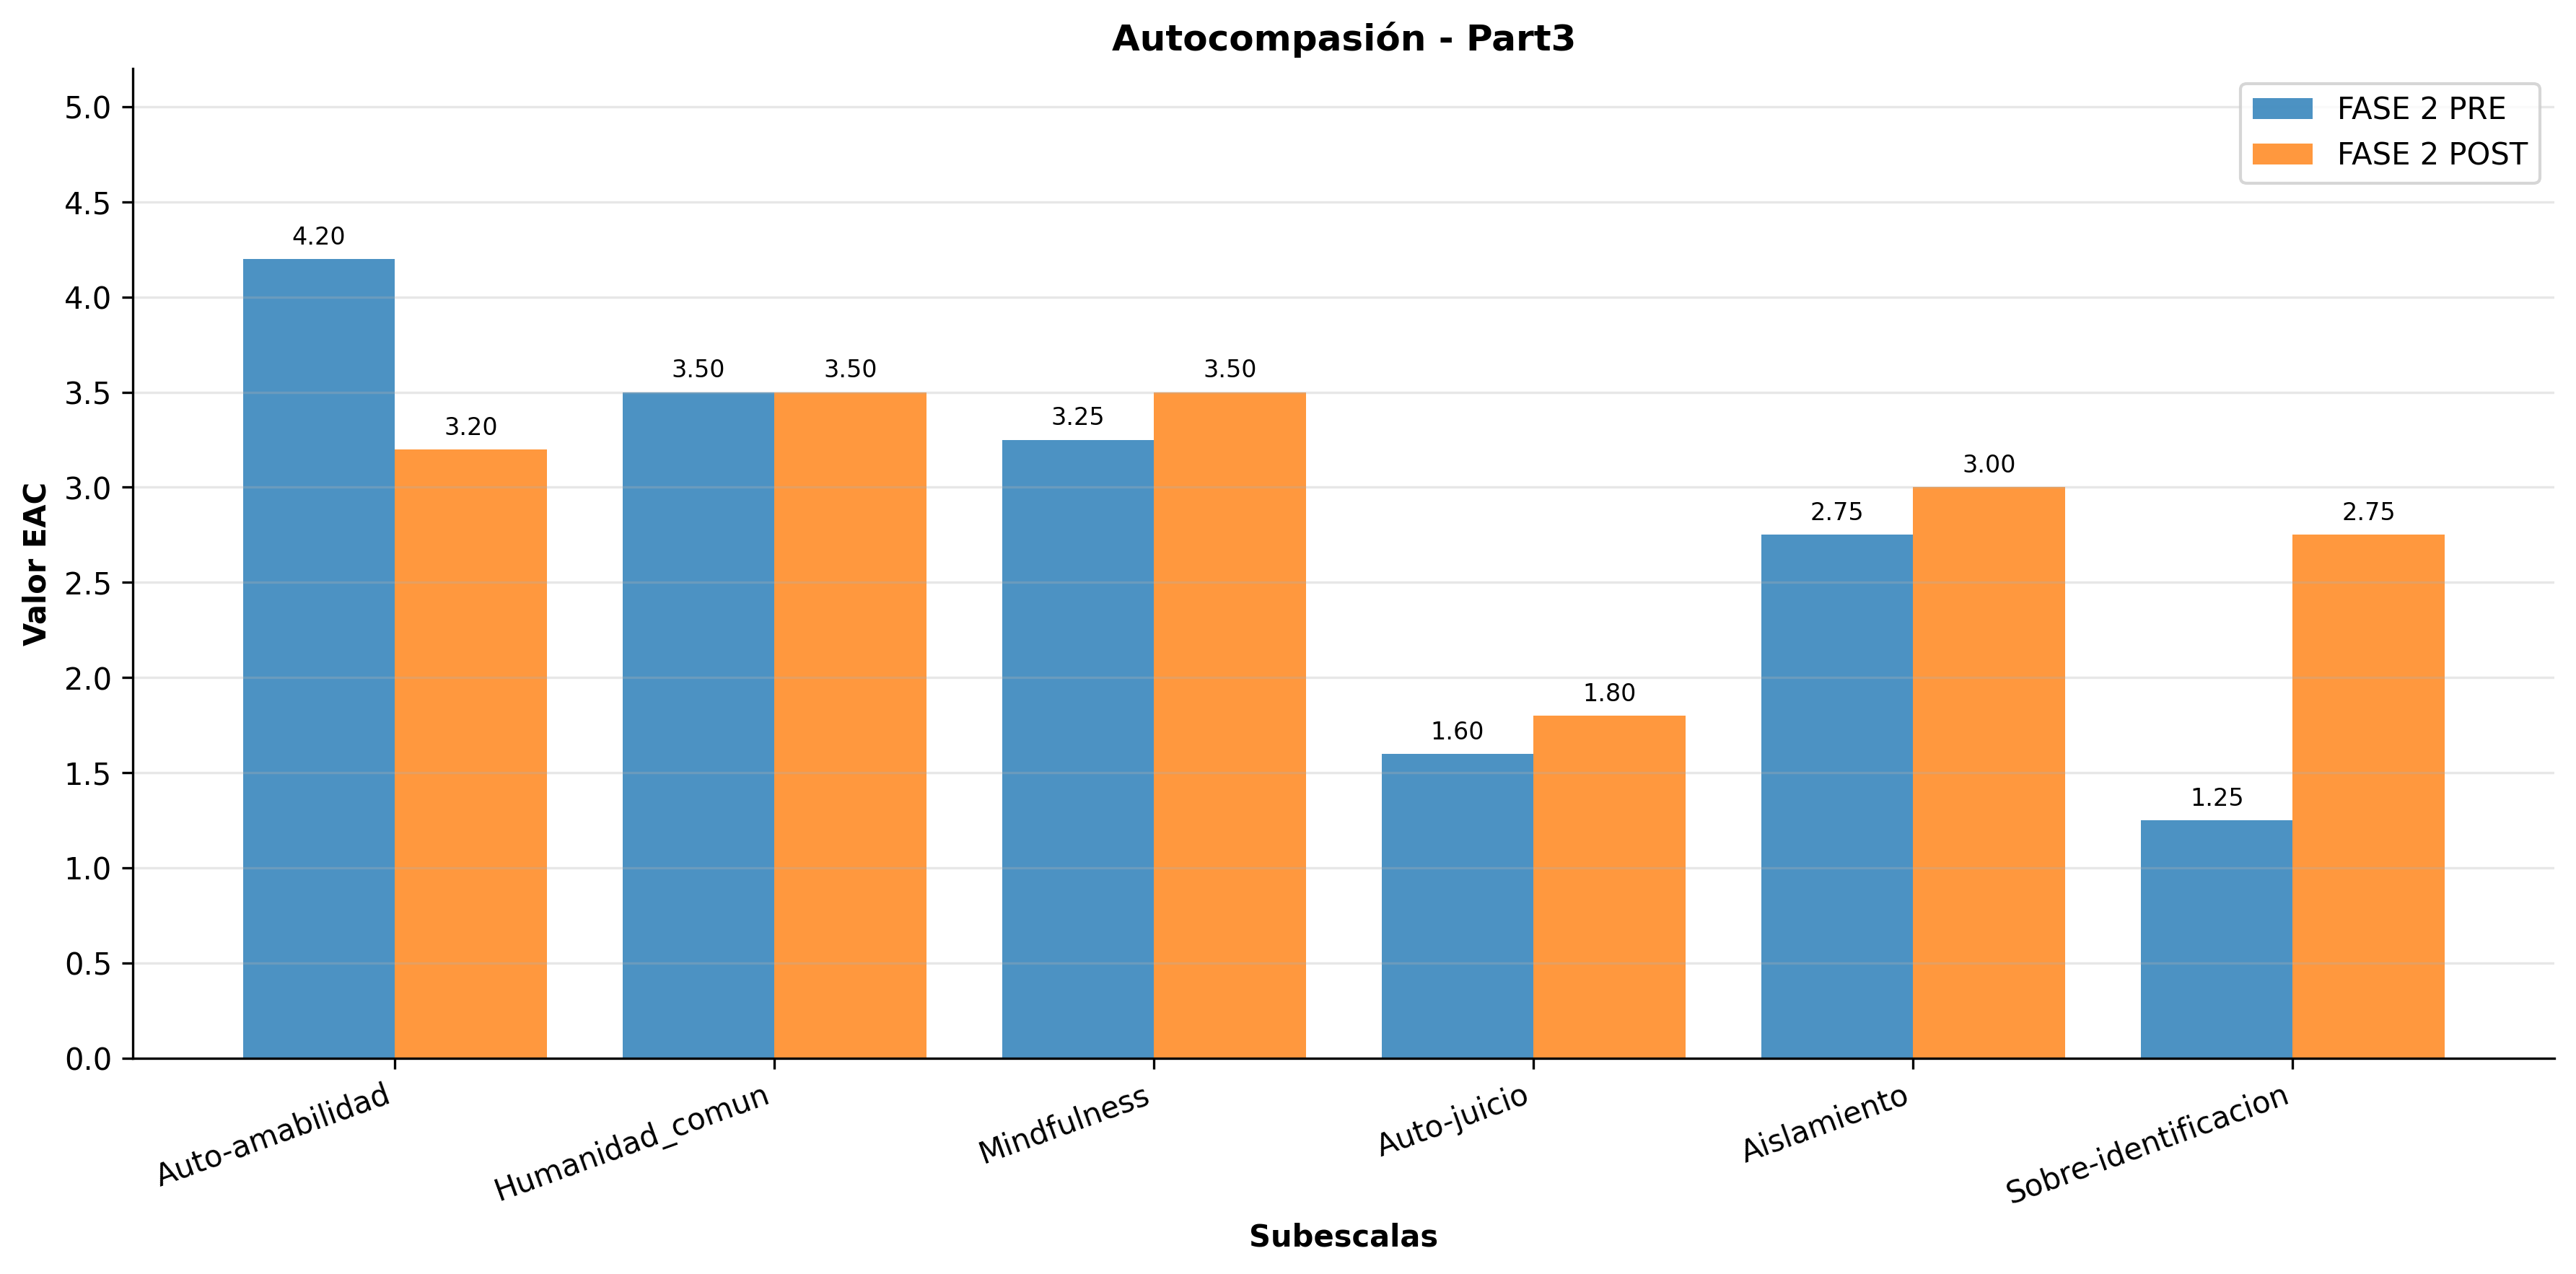 Autocompasión - Part3
FASE 2 PRE
FASE 2 POST
Valor EAC
5.0
4.5
4.0
3.5
3.0
2.5
2.0
1.5
1.0
0.5
0.0
4.20
3.20
3.50
3.50
3.25
3.50
1.60
1.80
2.75
3.00
1.25
2.75
Auto-amabilidad
Humanidad_comun
Mindfulness
Auto-juicio
Aislamiento
Sobre-identificacion
Subescalas